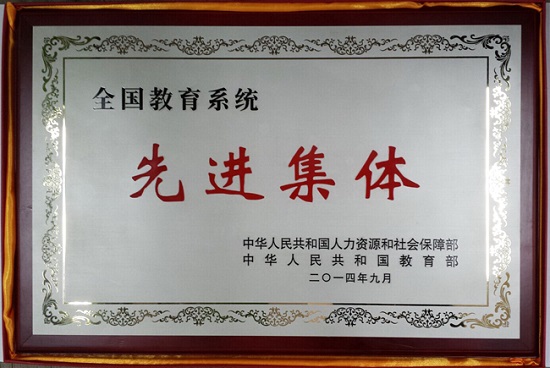 全国教育系统
先进集体
中华人民共和国人力资源和社会保障部
中华人民共和国教育部
二〇一四年九月